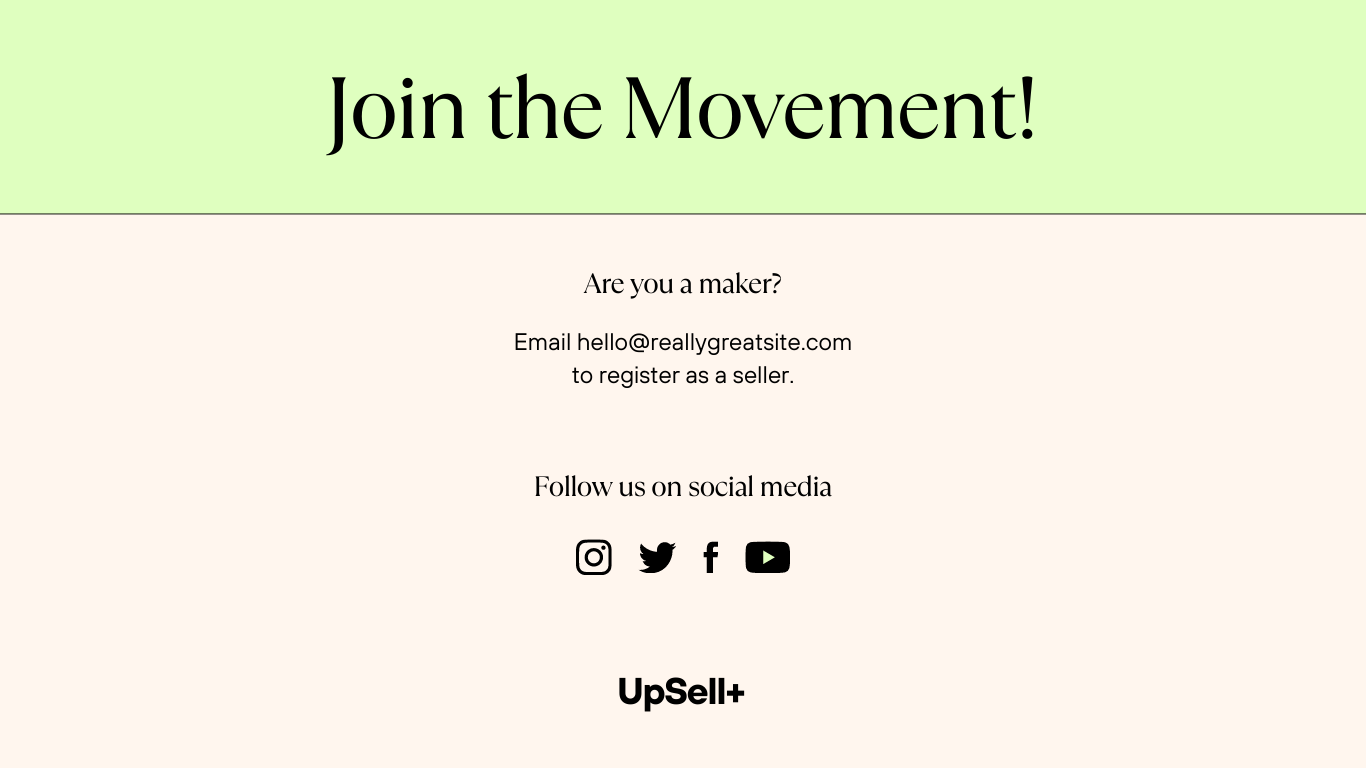 Join the Movement!
Are you a maker?
Email hello@reallygreatsite.com
to register as a seller.
Follow us on social media
UpSell+